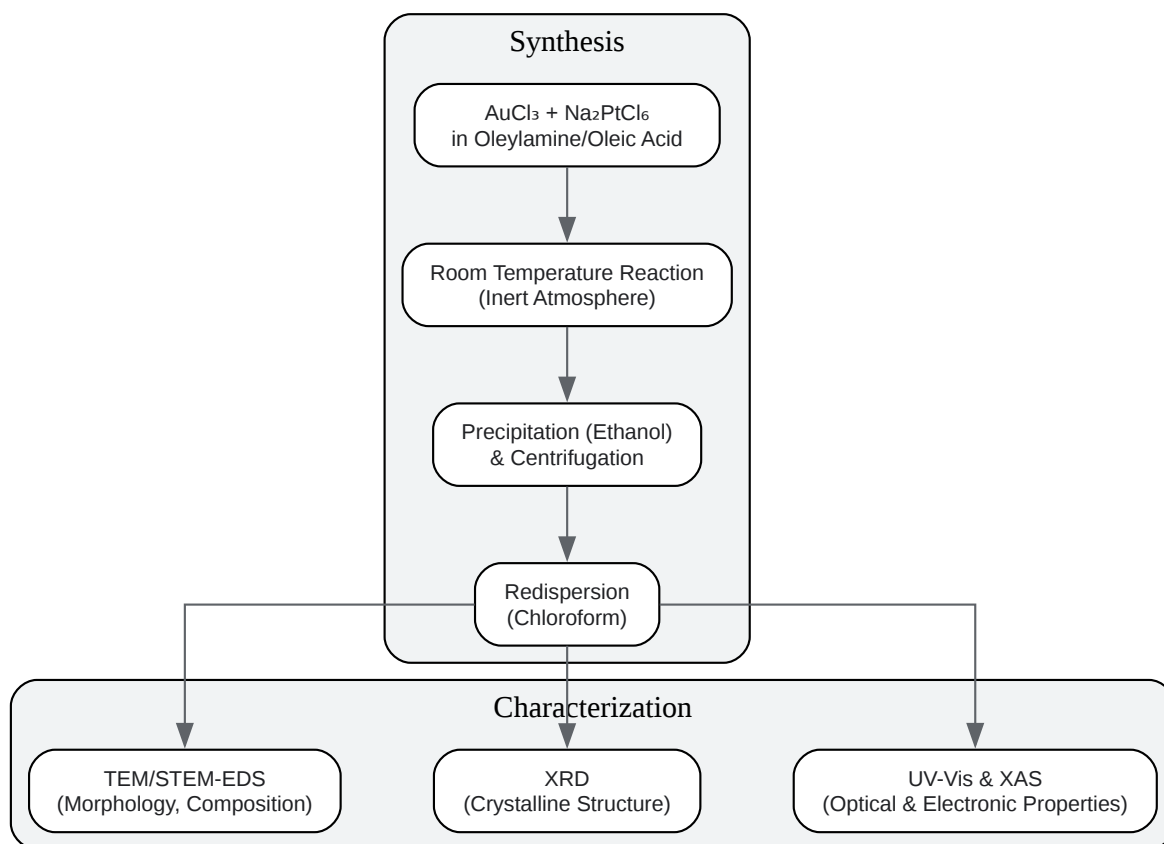 Synthesis
AuCl₃ + Na₂PtCl₆
in Oleylamine/Oleic Acid
Room Temperature Reaction
(Inert Atmosphere)
Precipitation (Ethanol)
& Centrifugation
Redispersion
(Chloroform)
Characterization
TEM/STEM-EDS
(Morphology, Composition)
XRD
(Crystalline Structure)
UV-Vis & XAS
(Optical & Electronic Properties)